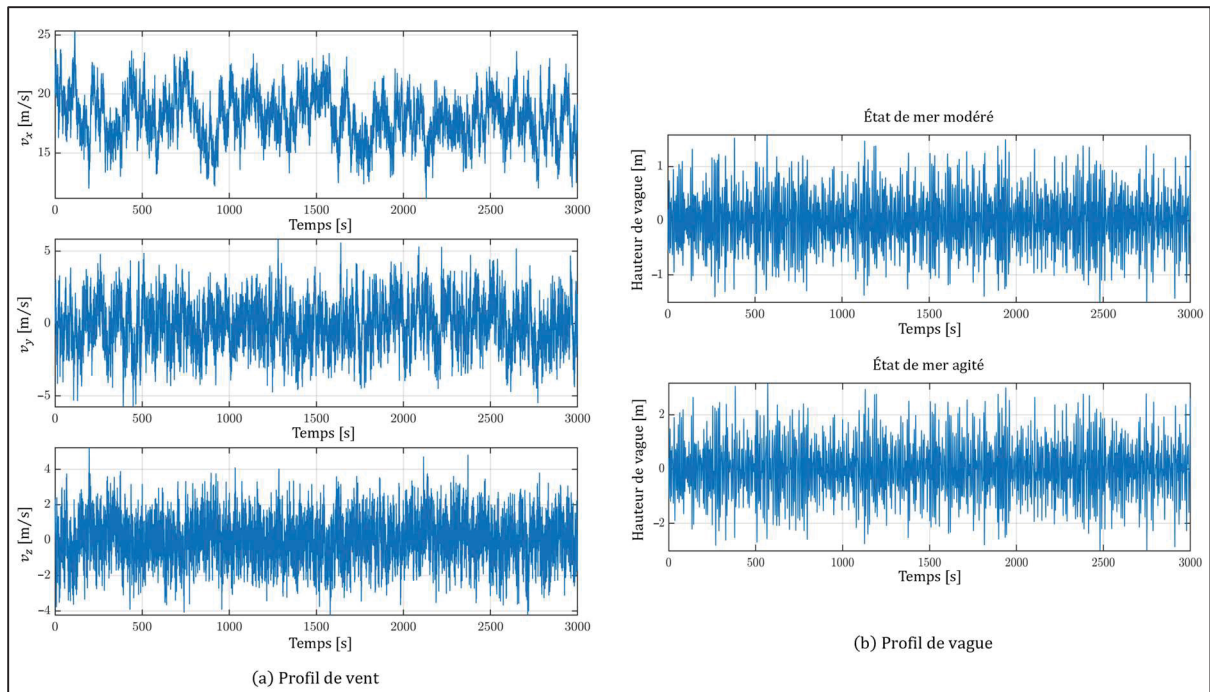 25
20
15
v_x [m/s]
0 500 1000 1500 2000 2500 3000
Temps [s]
5
0
−5
v_y [m/s]
0 500 1000 1500 2000 2500 3000
Temps [s]
4
2
0
−2
−4
v_z [m/s]
0 500 1000 1500 2000 2500 3000
Temps [s]
(a) Profil de vent
État de mer modéré
1
0
−1
Hauteur de vague [m]
0 500 1000 1500 2000 2500 3000
Temps [s]
État de mer agité
2
0
−2
Hauteur de vague [m]
0 500 1000 1500 2000 2500 3000
Temps [s]
(b) Profil de vague